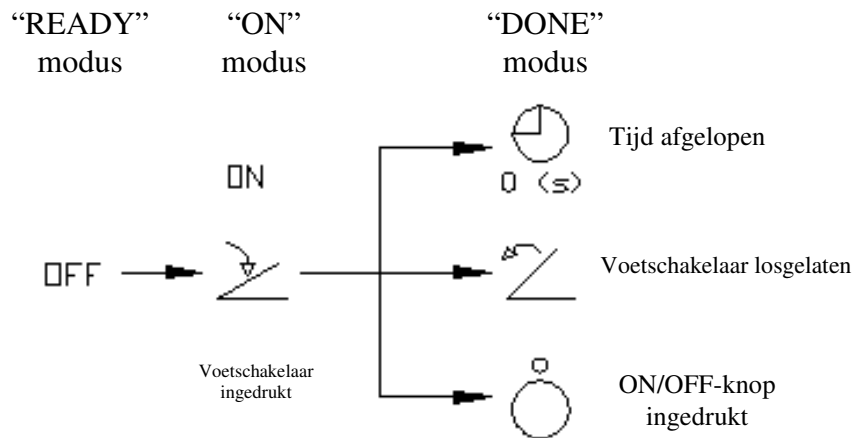 “READY” “ON” “DONE”
modus modus modus
Tijd afgelopen
ON
0 (s)
OFF
Voetschakelaar losgelaten
Voetschakelaar
ingedrukt
ON/OFF-knop
ingedrukt